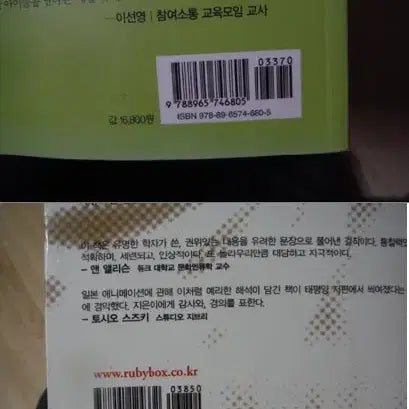 이선영 | 참여소통 교육모임 교사
03370
9 788965 746805
ISBN 978-89-6574-680-5
값 16,800원
이 책은 유명한 학자가 쓴, 권위있는 내용을 유려한 문장으로 풀어낸 걸작이다. 통찰력있
적확하며, 세련되고, 인상적이다. 또 놀라우리만큼 대담하고 자극적이다.
- 앤 앨리슨 듀크 대학교 문화인류학 교수
일본 애니메이션에 관해 이처럼 예리한 해석이 담긴 책이 태평양 저편에서 씌여졌다는
에 경악했다. 지은이에게 감사와, 경의를 표한다.
- 토시오 스즈키 스튜디오 지브리
www.rubybox.co.kr
03850